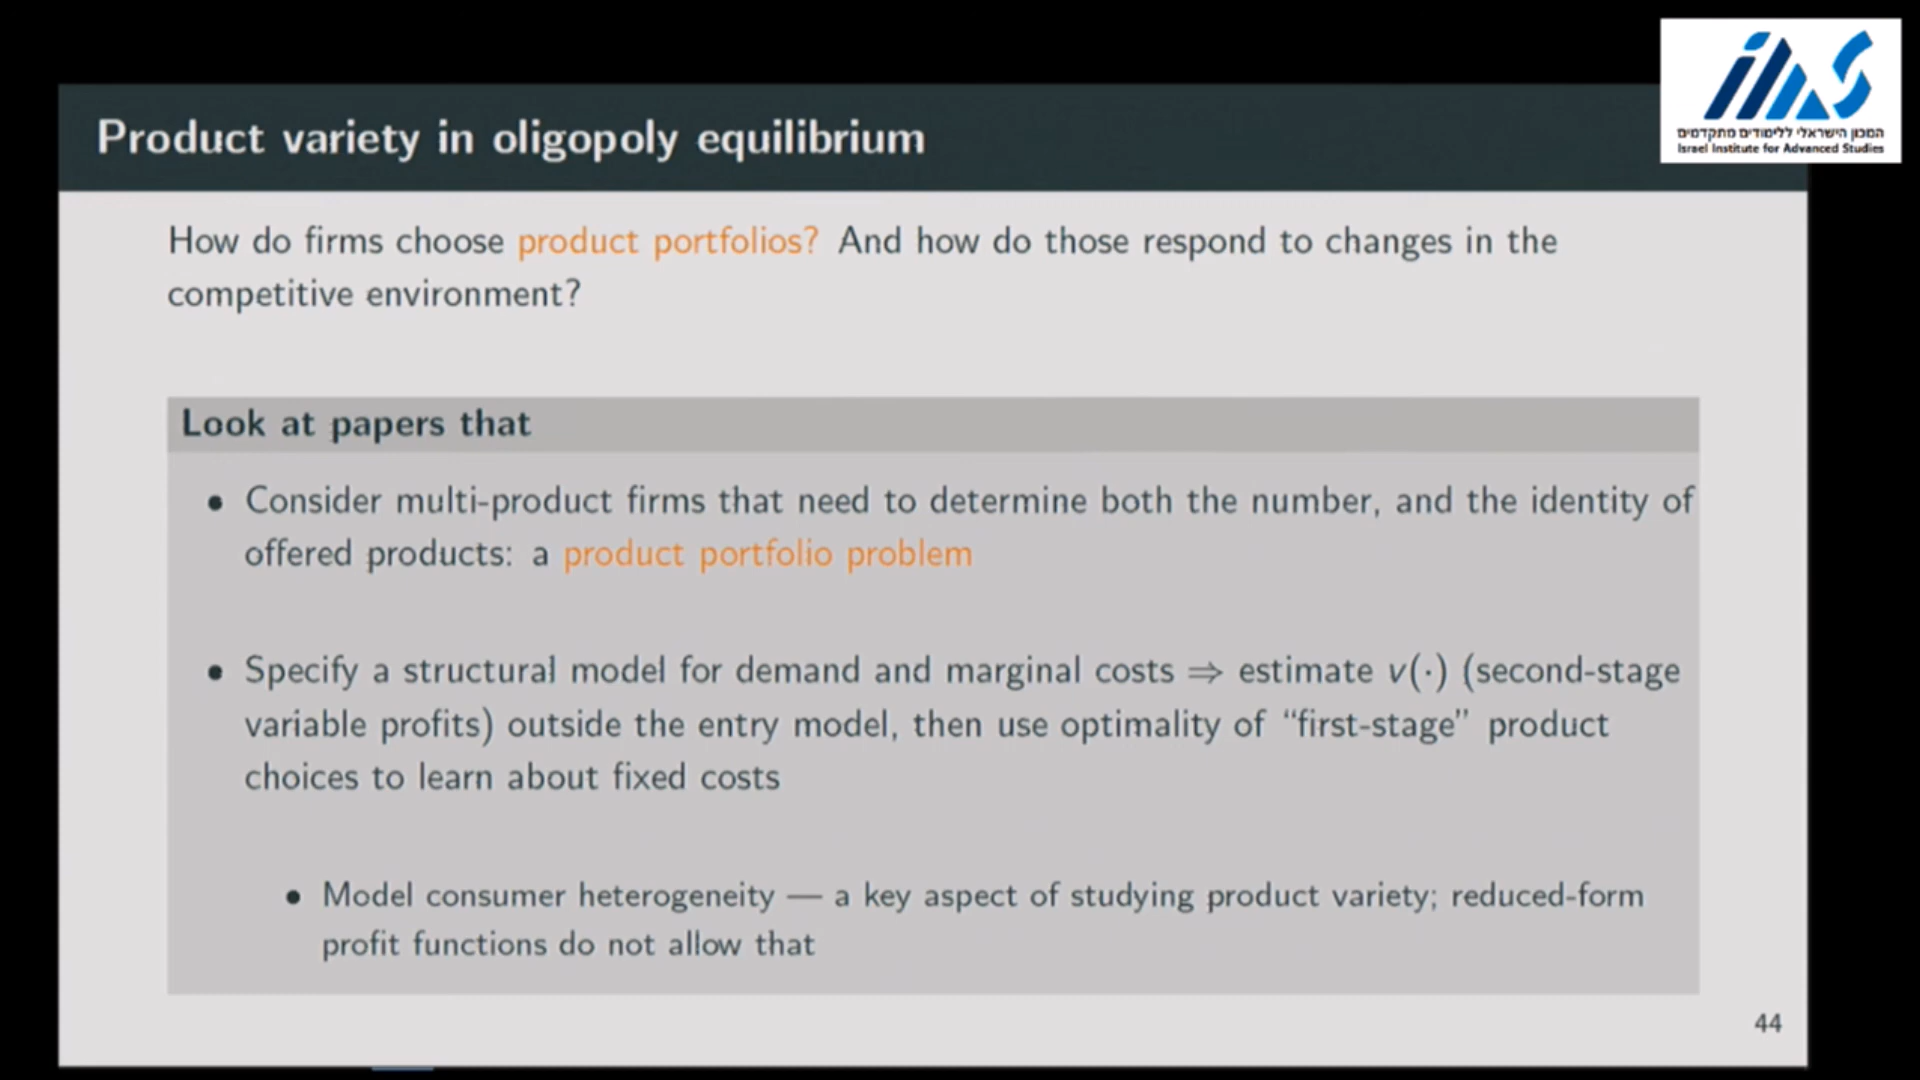 המכון הישראלי ללימודים מתקדמים
Israel Institute for Advanced Studies
Product variety in oligopoly equilibrium
How do firms choose product portfolios? And how do those respond to changes in the
competitive environment?
Look at papers that
• Consider multi-product firms that need to determine both the number, and the identity of
offered products: a product portfolio problem
• Specify a structural model for demand and marginal costs ⇒ estimate v(·) (second-stage
variable profits) outside the entry model, then use optimality of “first-stage” product
choices to learn about fixed costs
• Model consumer heterogeneity — a key aspect of studying product variety; reduced-form
profit functions do not allow that
44